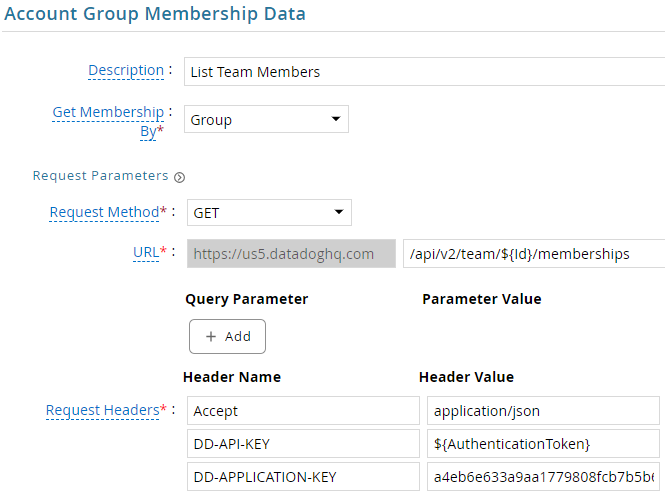 Account Group Membership Data
Description : List Team Members
Get Membership By* : Group
Request Parameters
Request Method* : GET
URL* : https://us5.datadoghq.com /api/v2/team/${Id}/memberships
Query Parameter Parameter Value
+ Add
Header Name Header Value
Request Headers* : Accept application/json
DD-API-KEY ${AuthenticationToken}
DD-APPLICATION-KEY a4eb6e633a9aa1779808fcb7b5b6